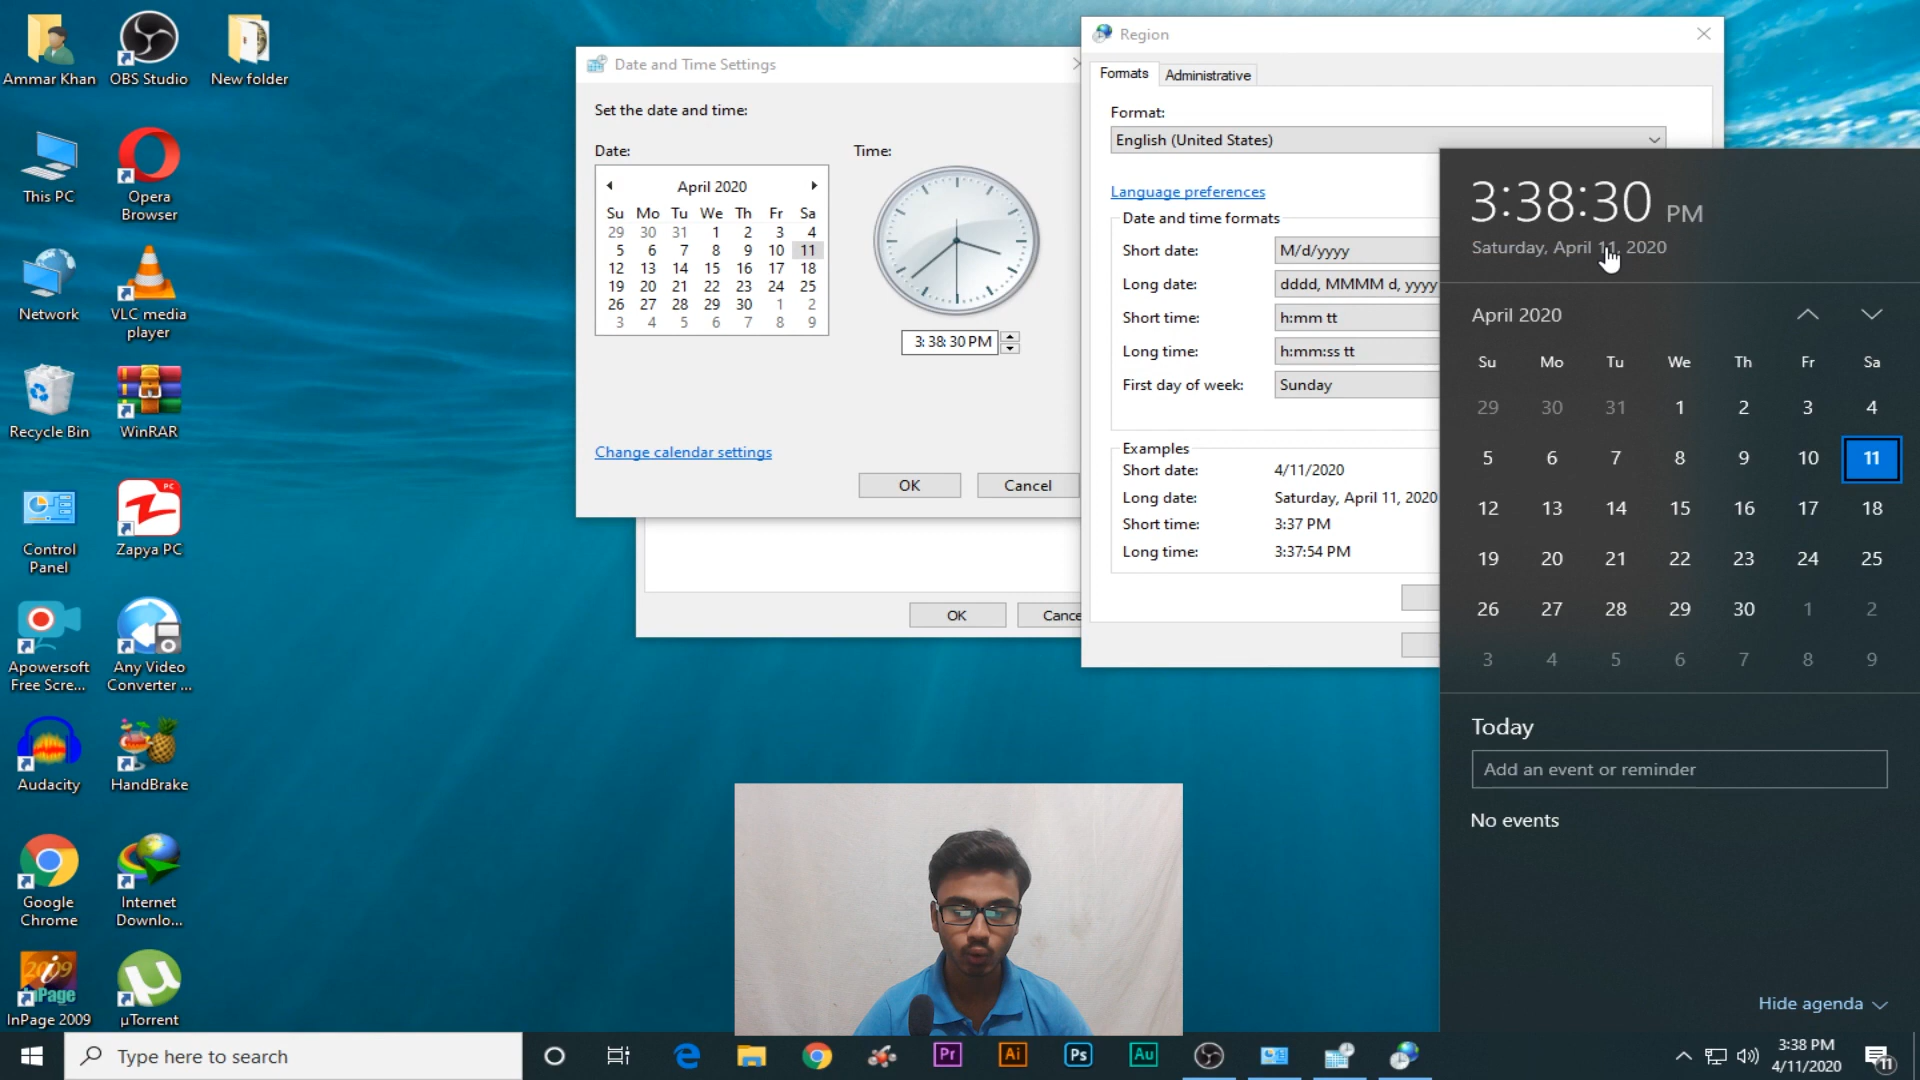 Ammar Khan
OBS Studio
New folder
This PC
Opera
Browser
Network
VLC media
player
Recycle Bin
WinRAR
Control
Panel
PC
Zapya PC
Apowersoft
Free Scre...
Any Video
Converter ...
Audacity
HandBrake
Google
Chrome
Internet
Downlo...
2009
InPage
InPage 2009
µTorrent
Date and Time Settings
Set the date and time:
Date:
Time:
April 2020
Su Mo Tu We Th Fr Sa
29 30 31 1 2 3 4
5 6 7 8 9 10 11
12 13 14 15 16 17 18
19 20 21 22 23 24 25
26 27 28 29 30 1 2
3 4 5 6 7 8 9
3: 38: 30 PM
Change calendar settings
OK
Cancel
OK
Cance
Region
Formats
Administrative
Format:
English (United States)
Language preferences
Date and time formats
Short date: M/d/yyyy
Long date: dddd, MMMM d, yyyy
Short time: h:mm tt
Long time: h:mm:ss tt
First day of week: Sunday
Examples
Short date: 4/11/2020
Long date: Saturday, April 11, 2020
Short time: 3:37 PM
Long time: 3:37:54 PM
3:38:30 PM
Saturday, April 11, 2020
April 2020
Su Mo Tu We Th Fr Sa
29 30 31 1 2 3 4
5 6 7 8 9 10 11
12 13 14 15 16 17 18
19 20 21 22 23 24 25
26 27 28 29 30 1 2
3 4 5 6 7 8 9
Today
Add an event or reminder
No events
Hide agenda
Type here to search
Pr
Ai
Ps
Au
3:38 PM
4/11/2020
11